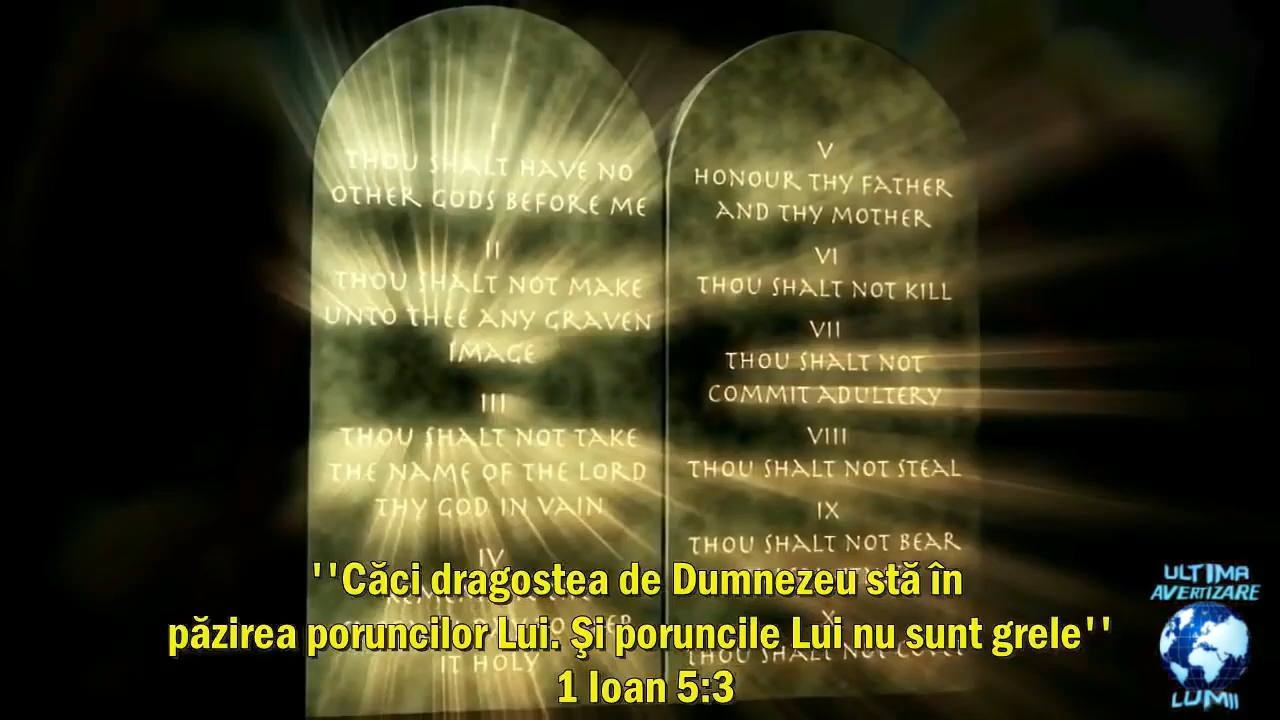 I
THOU SHALT HAVE NO
OTHER GODS BEFORE ME
II
THOU SHALT NOT MAKE
UNTO THEE ANY GRAVEN
IMAGE
III
THOU SHALT NOT TAKE
THE NAME OF THE LORD
THY GOD IN VAIN
IV
IT HOLY
V
HONOUR THY FATHER
AND THY MOTHER
VI
THOU SHALT NOT KILL
VII
THOU SHALT NOT
COMMIT ADULTERY
VIII
THOU SHALT NOT STEAL
IX
THOU SHALT NOT BEAR
X
THOU SHALT NOT COVET
''Căci dragostea de Dumnezeu stă în
păzirea poruncilor Lui. Şi poruncile Lui nu sunt grele''
1 Ioan 5:3
ULTIMA
AVERTIZARE
LUMII